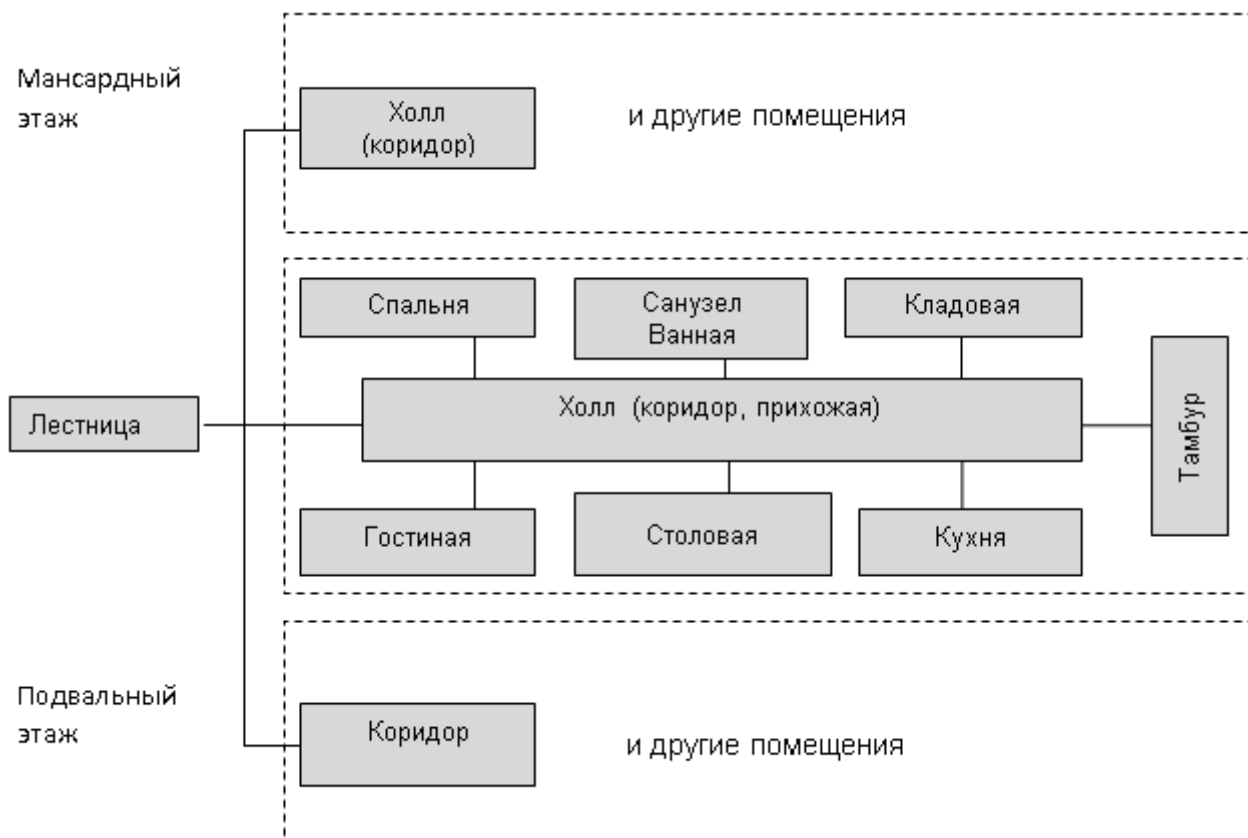 Мансардный
этаж
Холл
(коридор)
и другие помещения
Спальня
Санузел
Ванная
Кладовая
Лестница
Холл (коридор, прихожая)
Тамбур
Гостиная
Столовая
Кухня
Подвальный
этаж
Коридор
и другие помещения